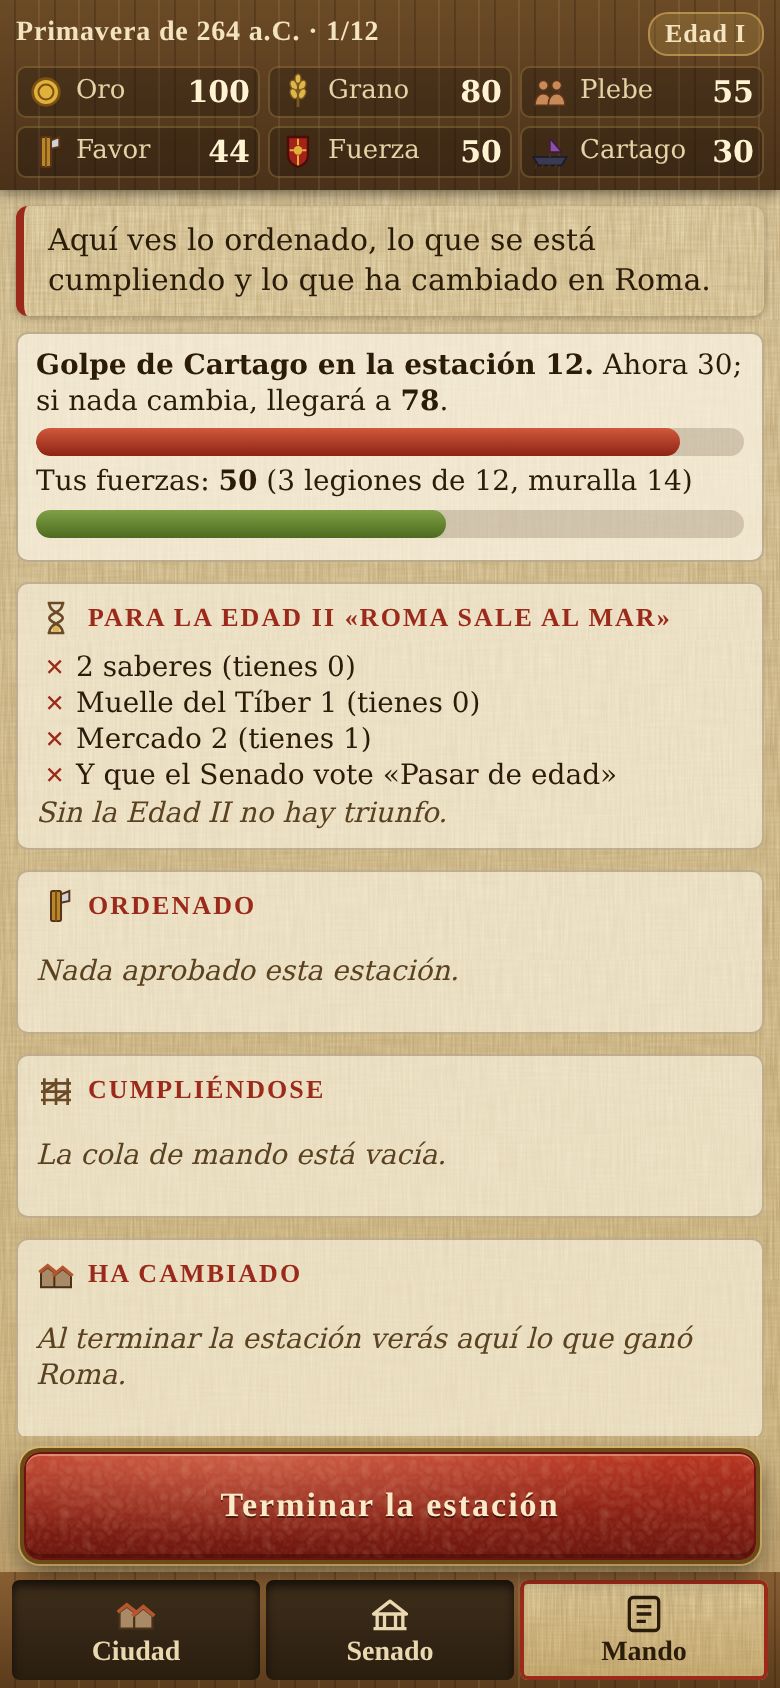 Primavera de 264 a.C. · 1/12
Edad I
Oro 100
Grano 80
Plebe 55
Favor 44
Fuerza 50
Cartago 30
Aquí ves lo ordenado, lo que se está
cumpliendo y lo que ha cambiado en Roma.
Golpe de Cartago en la estación 12. Ahora 30;
si nada cambia, llegará a 78.
Tus fuerzas: 50 (3 legiones de 12, muralla 14)
PARA LA EDAD II «ROMA SALE AL MAR»
✕ 2 saberes (tienes 0)
✕ Muelle del Tíber 1 (tienes 0)
✕ Mercado 2 (tienes 1)
✕ Y que el Senado vote «Pasar de edad»
Sin la Edad II no hay triunfo.
ORDENADO
Nada aprobado esta estación.
CUMPLIÉNDOSE
La cola de mando está vacía.
HA CAMBIADO
Al terminar la estación verás aquí lo que ganó
Roma.
Terminar la estación
Ciudad
Senado
Mando